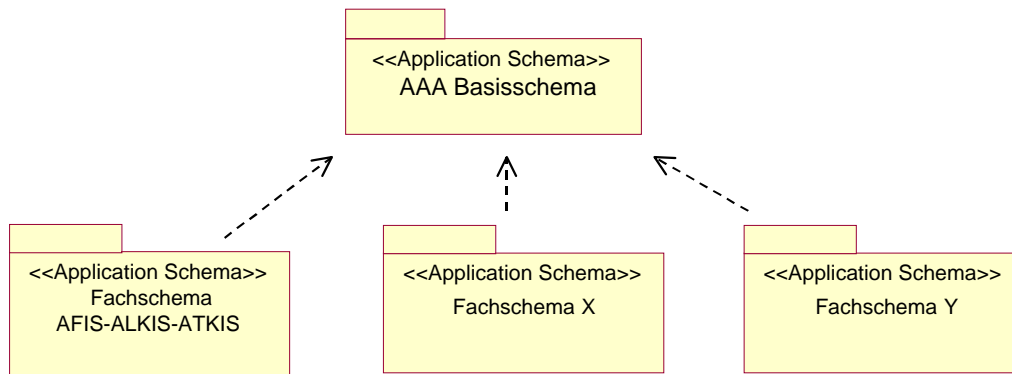 <<Application Schema>>
AAA Basisschema
<<Application Schema>>
Fachschema
AFIS-ALKIS-ATKIS
<<Application Schema>>
Fachschema X
<<Application Schema>>
Fachschema Y